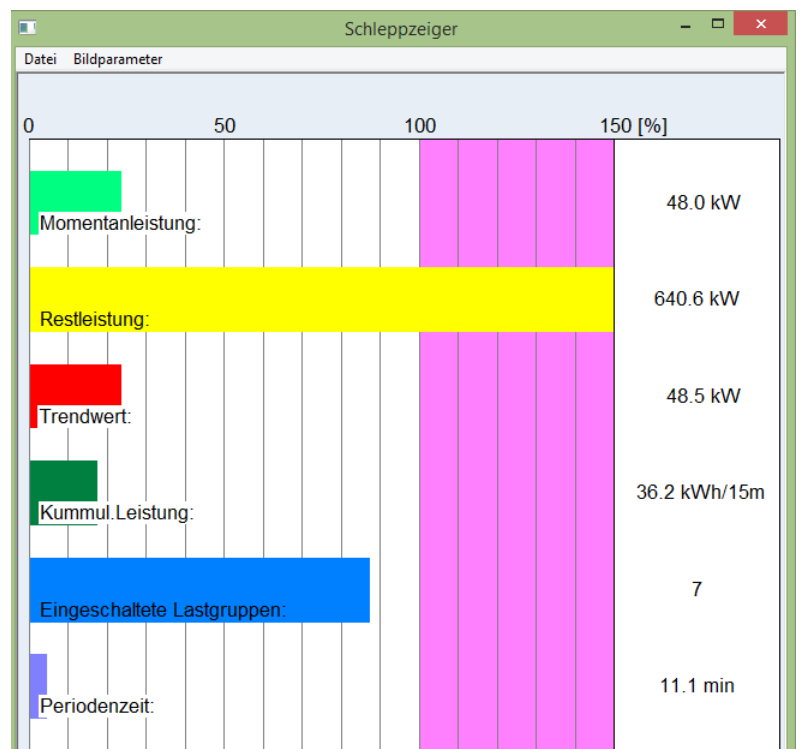 Schleppzeiger
Datei Bildparameter
0 50 100 150 [%]
Momentanleistung: 48.0 kW
Restleistung: 640.6 kW
Trendwert: 48.5 kW
Kummul.Leistung: 36.2 kWh/15m
Eingeschaltete Lastgruppen: 7
Periodenzeit: 11.1 min